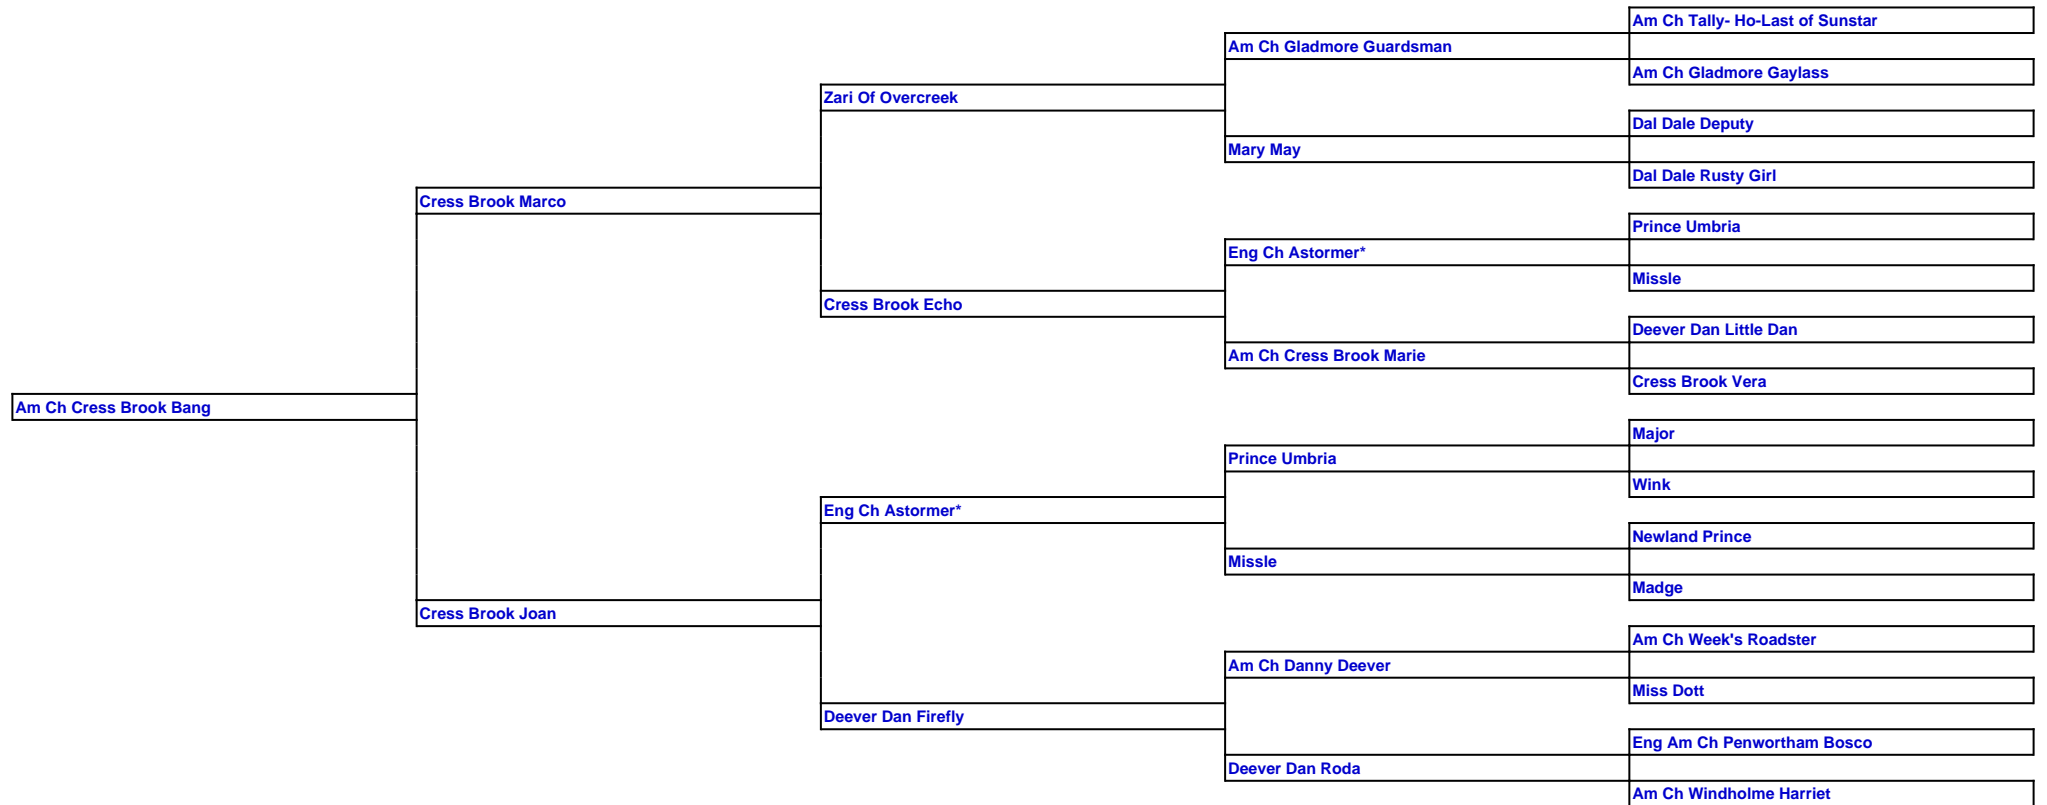 Am Ch Tally- Ho-Last of Sunstar
Am Ch Gladmore Guardsman
Am Ch Gladmore Gaylass
Zari Of Overcreek
Dal Dale Deputy
Mary May
Dal Dale Rusty Girl
Cress Brook Marco
Prince Umbria
Eng Ch Astormer*
Missle
Cress Brook Echo
Deever Dan Little Dan
Am Ch Cress Brook Marie
Cress Brook Vera
Am Ch Cress Brook Bang
Major
Prince Umbria
Wink
Eng Ch Astormer*
Newland Prince
Missle
Madge
Cress Brook Joan
Am Ch Week's Roadster
Am Ch Danny Deever
Miss Dott
Deever Dan Firefly
Eng Am Ch Penwortham Bosco
Deever Dan Roda
Am Ch Windholme Harriet